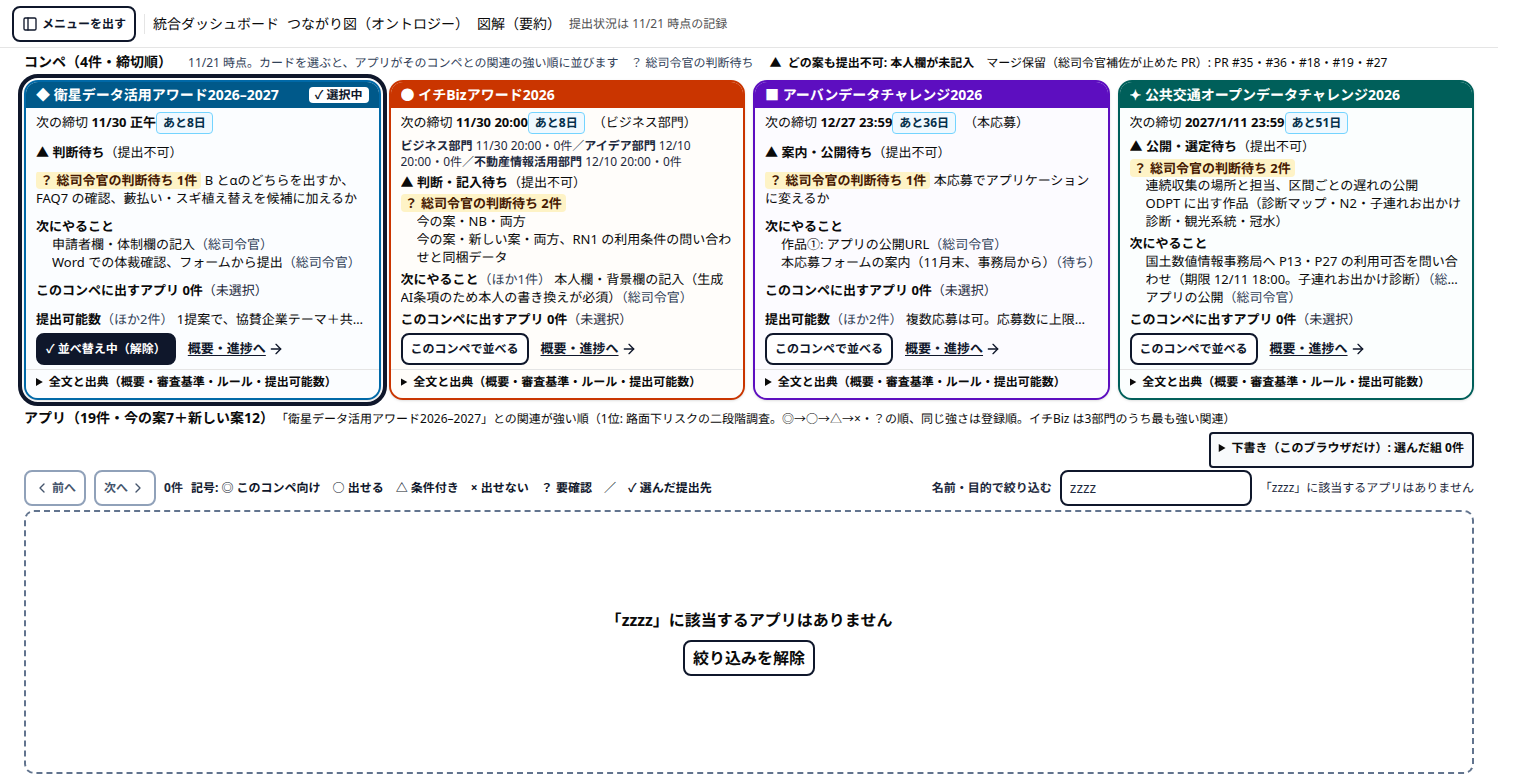 メニューを出す 統合ダッシュボード つながり図（オントロジー） 図解（要約） 提出状況は 11/21 時点の記録
コンペ（4件・締切順） 11/21 時点。カードを選ぶと、アプリがそのコンペとの関連の強い順に並びます ？ 総司令官の判断待ち ▲ どの案も提出不可: 本人欄が未記入 マージ保留（総司令官補佐が止めた PR）: PR #35・#36・#18・#19・#27
◆ 衛星データ活用アワード2026–2027 ✓ 選択中
次の締切 11/30 正午 あと8日
▲ 判断待ち（提出不可）
？ 総司令官の判断待ち 1件 B とαのどちらを出すか、
FAQ7 の確認、藪払い・スギ植え替えを候補に加えるか
次にやること
申請者欄・体制欄の記入（総司令官）
Word での体裁確認、フォームから提出（総司令官）
このコンペに出すアプリ 0件（未選択）
提出可能数（ほか2件） 1提案で、協賛企業テーマ＋共…
✓ 並べ替え中（解除） 概要・進捗へ →
▶ 全文と出典（概要・審査基準・ルール・提出可能数）
● イチBizアワード2026
次の締切 11/30 20:00 あと8日 （ビジネス部門）
ビジネス部門 11/30 20:00・0件／アイデア部門 12/10
20:00・0件／不動産情報活用部門 12/10 20:00・0件
▲ 判断・記入待ち（提出不可）
？ 総司令官の判断待ち 2件
今の案・NB・両方
今の案・新しい案・両方、RN1 の利用条件の問い合わ
せと同梱データ
次にやること（ほか1件） 本人欄・背景欄の記入（生成
AI条項のため本人の書き換えが必須）（総司令官）
このコンペに出すアプリ 0件（未選択）
このコンペで並べる 概要・進捗へ →
▶ 全文と出典（概要・審査基準・ルール・提出可能数）
■ アーバンデータチャレンジ2026
次の締切 12/27 23:59 あと36日 （本応募）
▲ 案内・公開待ち（提出不可）
？ 総司令官の判断待ち 1件 本応募でアプリケーション
に変えるか
次にやること
作品①: アプリの公開URL（総司令官）
本応募フォームの案内（11月末、事務局から）（待ち）
このコンペに出すアプリ 0件（未選択）
提出可能数（ほか2件） 複数応募は可。応募数に上限…
このコンペで並べる 概要・進捗へ →
▶ 全文と出典（概要・審査基準・ルール・提出可能数）
✦ 公共交通オープンデータチャレンジ2026
次の締切 2027/1/11 23:59 あと51日
▲ 公開・選定待ち（提出不可）
？ 総司令官の判断待ち 2件
連続収集の場所と担当、区間ごとの遅れの公開
ODPT に出す作品（診断マップ・N2・子連れお出かけ
診断・観光系統・冠水）
次にやること
国土数値情報事務局へ P13・P27 の利用可否を問い合
わせ（期限 12/11 18:00。子連れお出かけ診断）（総…
アプリの公開（総司令官）
このコンペに出すアプリ 0件（未選択）
このコンペで並べる 概要・進捗へ →
▶ 全文と出典（概要・審査基準・ルール・提出可能数）
アプリ（19件・今の案7＋新しい案12） 「衛星データ活用アワード2026–2027」との関連が強い順（1位: 路面下リスクの二段階調査。◎→○→△→×・？の順、同じ強さは登録順。イチBiz は3部門のうち最も強い関連）
▶ 下書き（このブラウザだけ）: 選んだ組 0件
前へ 次へ 0件 記号: ◎ このコンペ向け ○ 出せる △ 条件付き × 出せない ？ 要確認 ／ ✓ 選んだ提出先 名前・目的で絞り込む zzzz 「zzzz」に該当するアプリはありません
「zzzz」に該当するアプリはありません
絞り込みを解除